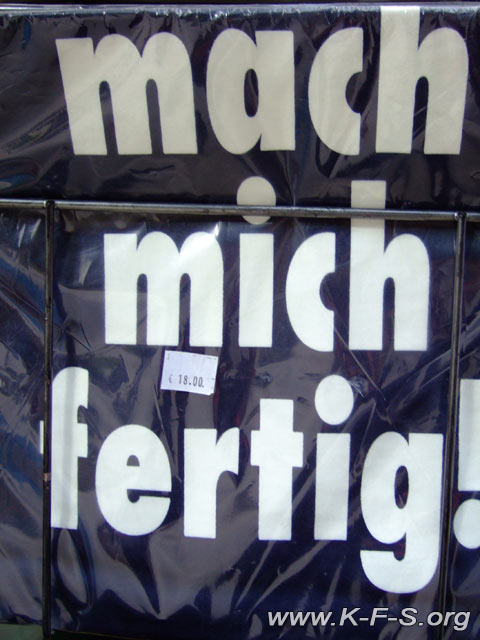 mach
mich
€ 18.00
fertig!
www.K-F-S.org